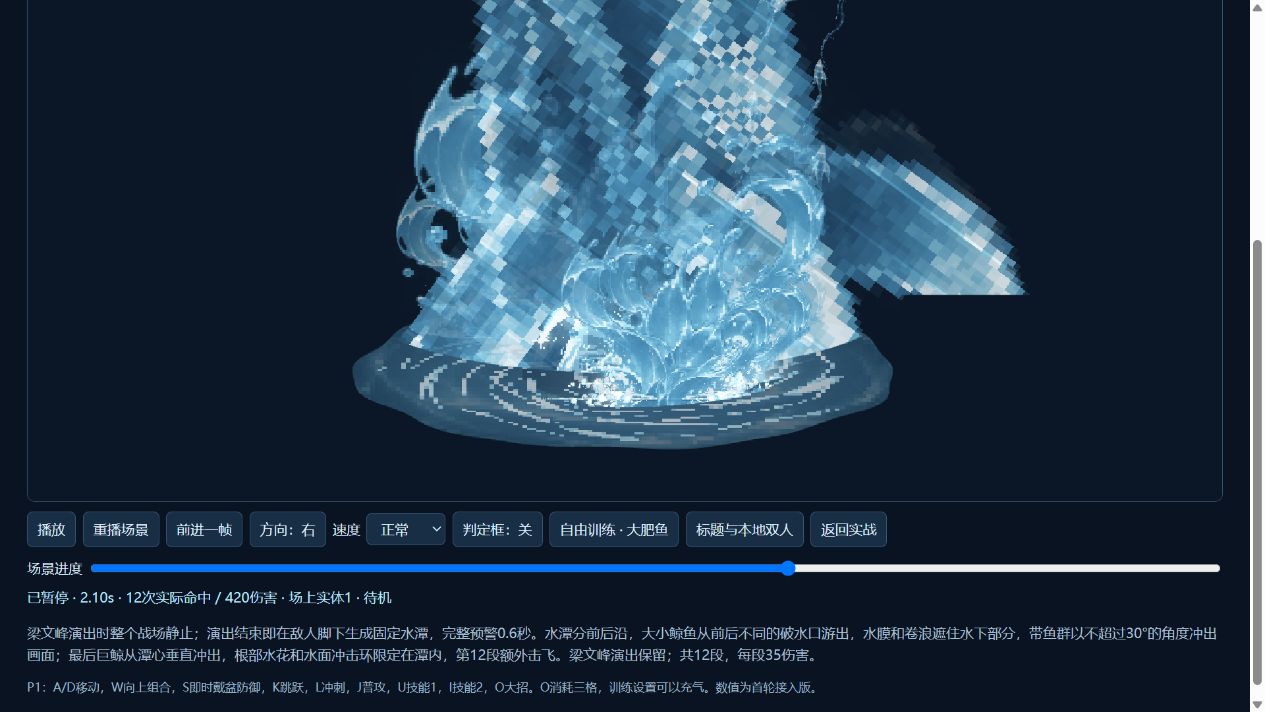 播放 重播场景 前进一帧 方向：右 速度 正常 判定框：关 自由训练 · 大肥鱼 标题与本地双人 返回实战
场景进度
已暂停 · 2.10s · 12次实际命中 / 420伤害 · 场上实体1 · 待机
梁文峰演出时整个战场静止；演出结束即在敌人脚下生成固定水潭，完整预警0.6秒。水潭分前后沿，大小鲸鱼从前后不同的破水口游出，水膜和卷浪遮住水下部分，带鱼群以不超过30°的角度冲出
画面；最后巨鲸从潭心垂直冲出，根部水花和水面冲击环限定在潭内，第12段额外击飞。梁文峰演出保留；共12段，每段35伤害。
P1：A/D移动，W向上组合，S即时戴盆防御，K跳跃，L冲刺，J普攻，U技能1，I技能2，O大招。O消耗三格，训练设置可以充气。数值为首轮接入版。